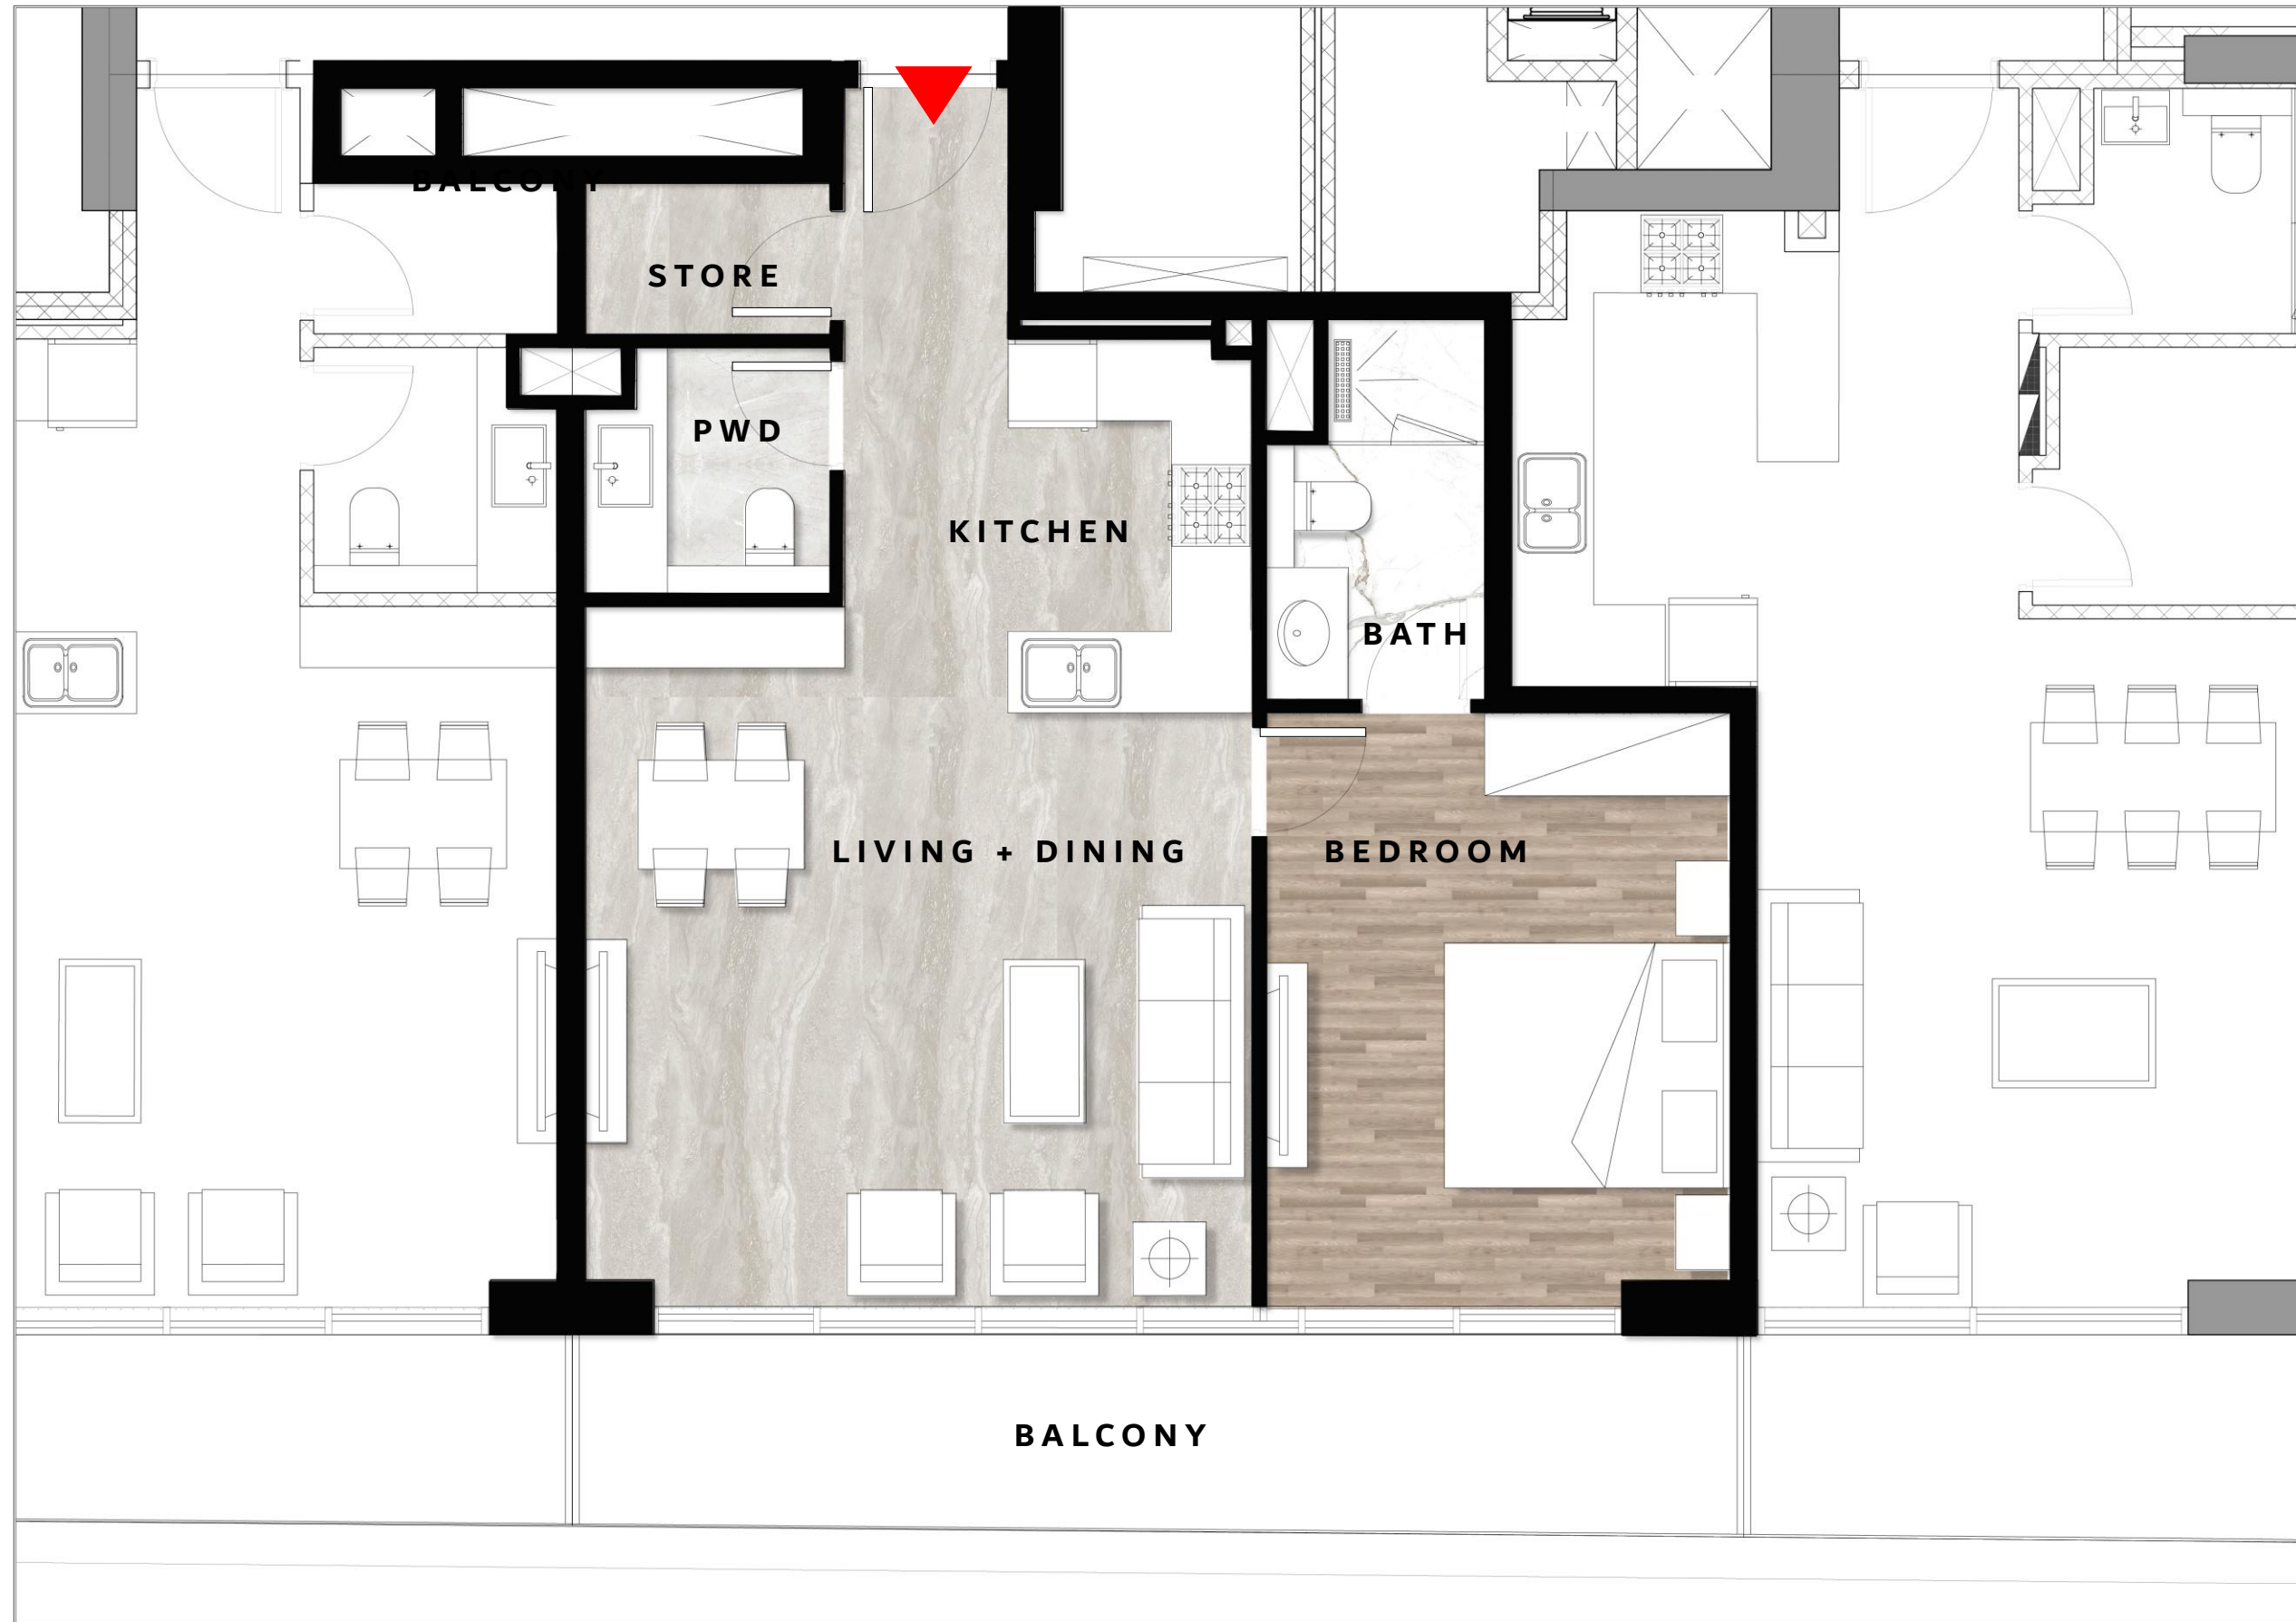 BALCONY
STORE
PWD
KITCHEN
BATH
LIVING + DINING
BEDROOM
BALCONY